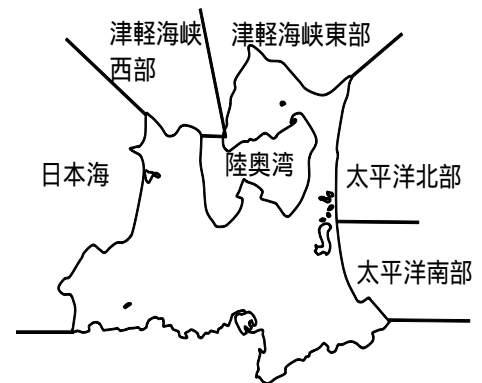 津軽海峡
西部
津軽海峡東部
陸奥湾
日本海
太平洋北部
太平洋南部